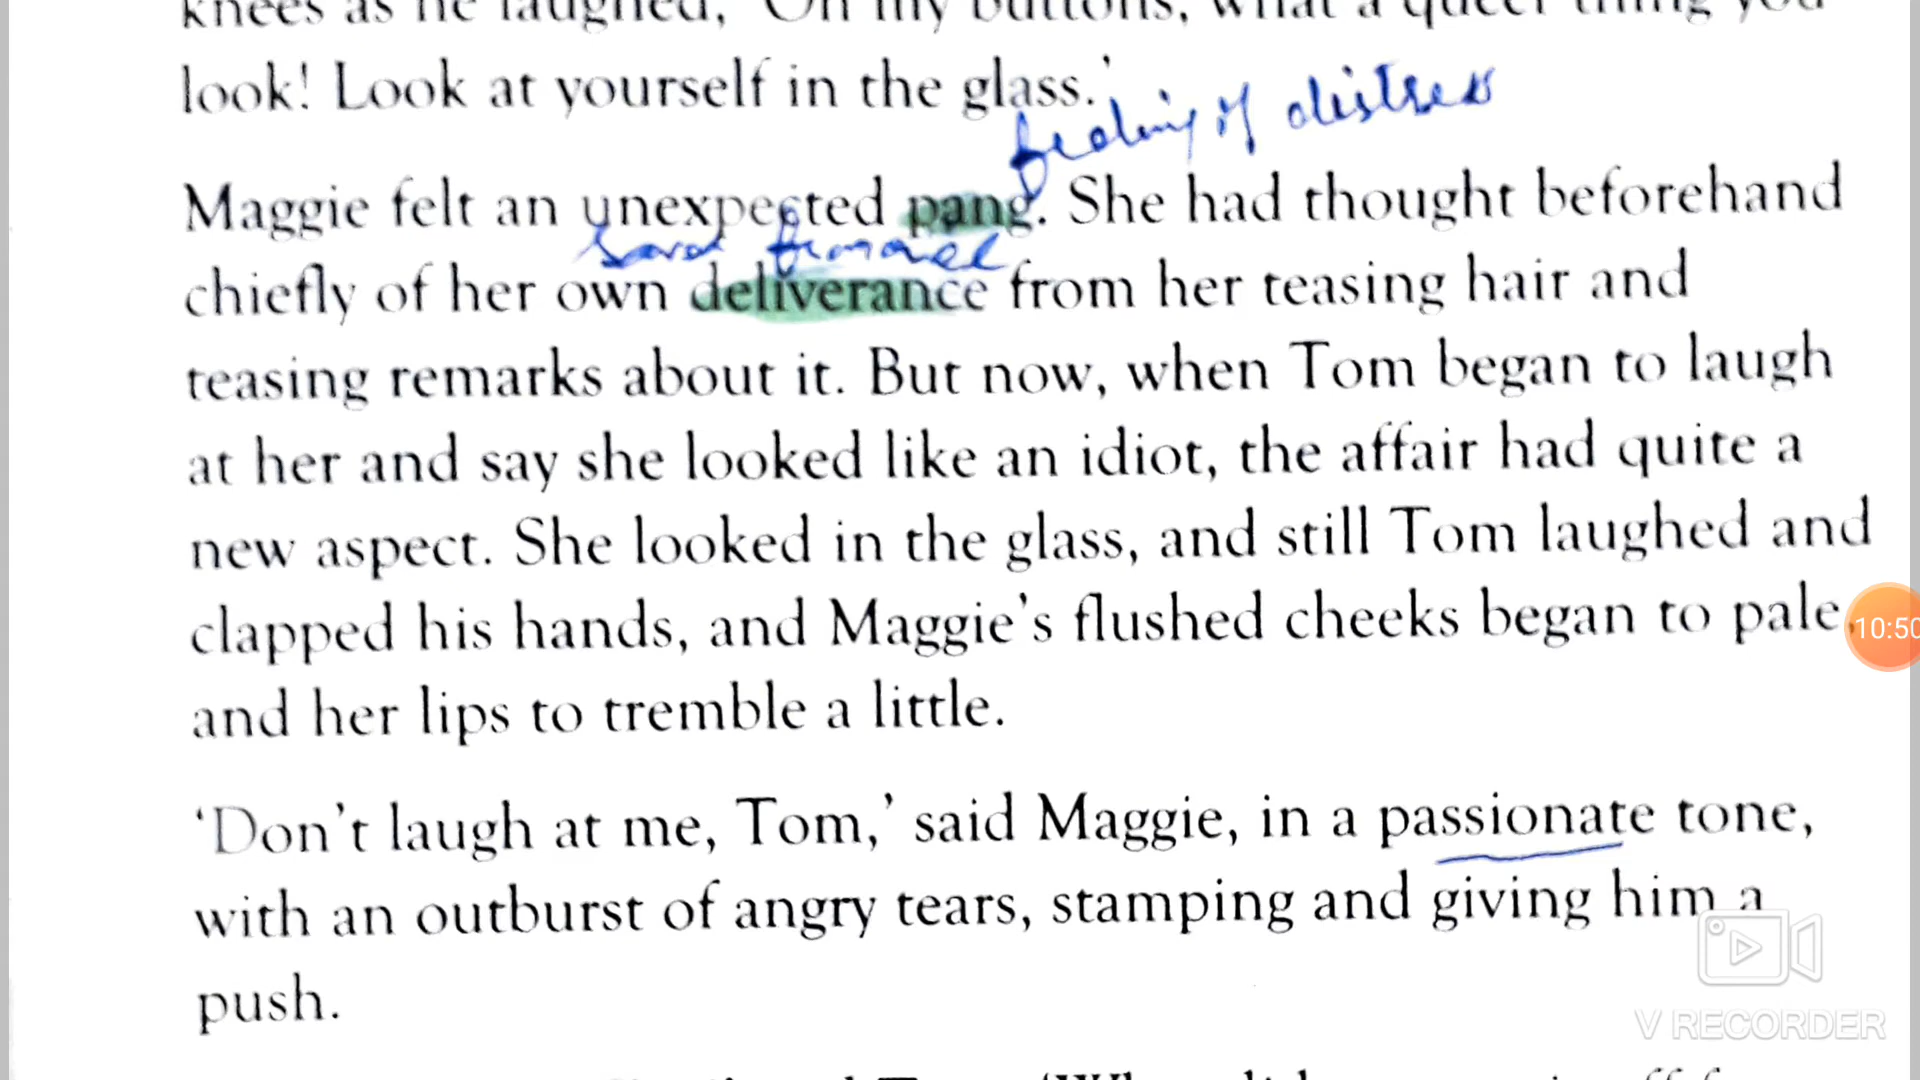 knees as he laughed, 'Oh my buttons, what a queer thing you
look! Look at yourself in the glass.'
feeling of distress
Maggie felt an unexpected pang. She had thought beforehand
chiefly of her own deliverance from her teasing hair and
teasing remarks about it. But now, when Tom began to laugh
at her and say she looked like an idiot, the affair had quite a
new aspect. She looked in the glass, and still Tom laughed and
clapped his hands, and Maggie's flushed cheeks began to pale
and her lips to tremble a little.
10:50
'Don't laugh at me, Tom,' said Maggie, in a passionate tone,
with an outburst of angry tears, stamping and giving him a
push.
V RECORDER